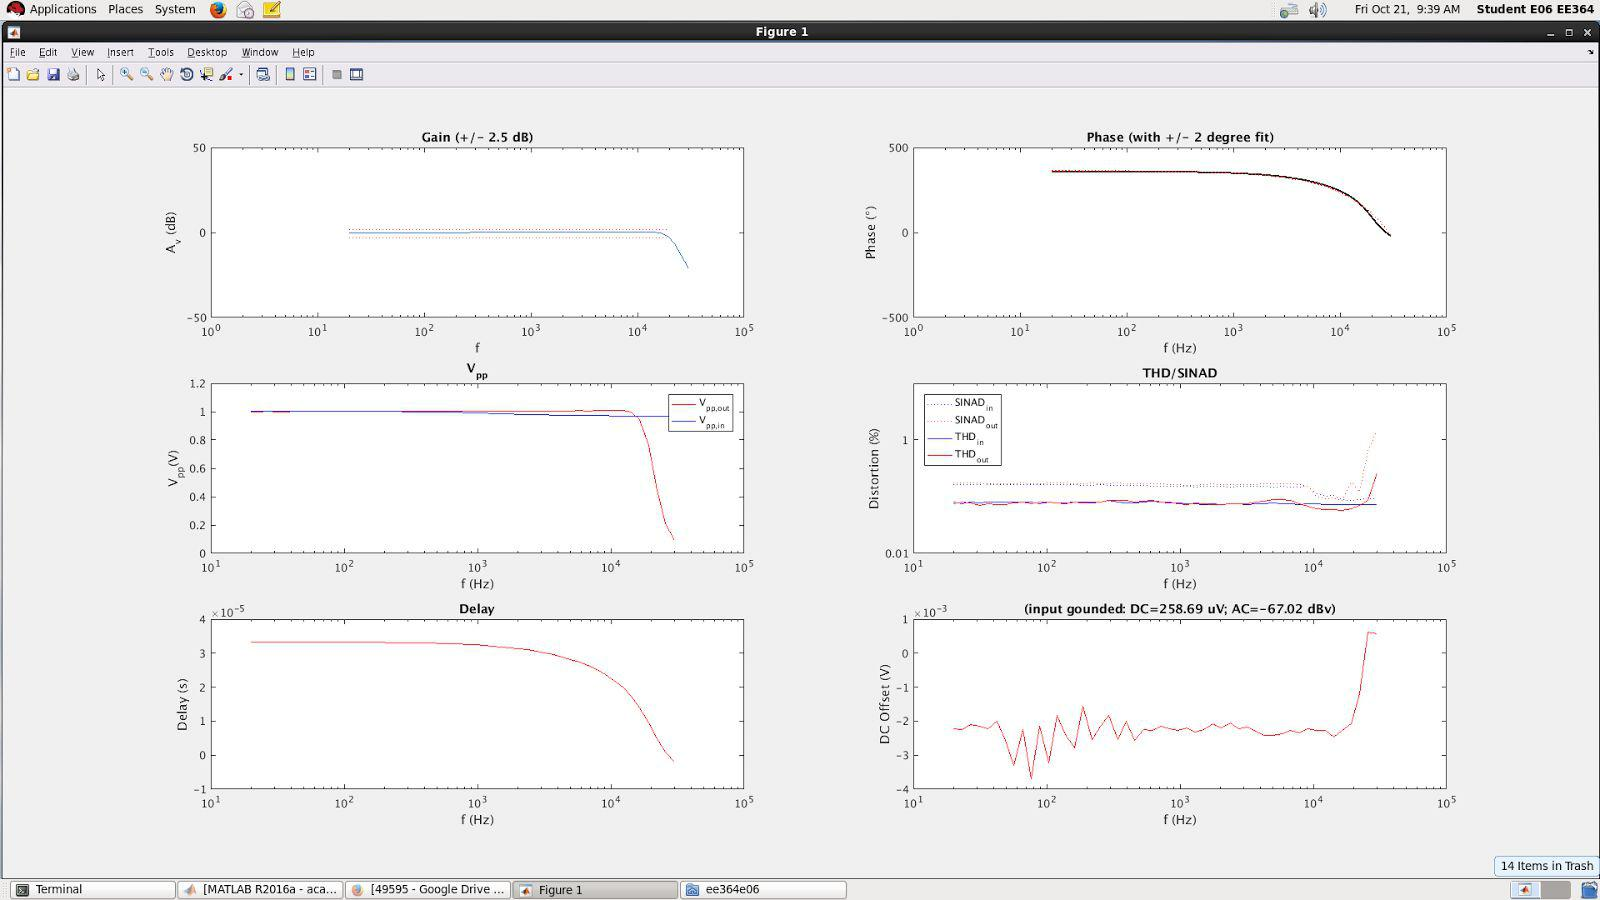 Applications Places System Fri Oct 21, 9:39 AM Student E06 EE364
Figure 1
File Edit View Insert Tools Desktop Window Help
Gain (+/- 2.5 dB)
50
0
-50
A_v (dB)
10^0 10^1 10^2 10^3 10^4 10^5
f
Phase (with +/- 2 degree fit)
500
0
-500
Phase (°)
10^0 10^1 10^2 10^3 10^4 10^5
f (Hz)
V_pp
1.2
1
0.8
0.6
0.4
0.2
0
V_pp(V)
V_pp,out
V_pp,in
10^1 10^2 10^3 10^4 10^5
f (Hz)
THD/SINAD
1
0.01
Distortion (%)
SINAD_in
SINAD_out
THD_in
THD_out
10^1 10^2 10^3 10^4 10^5
f (Hz)
Delay
×10^-5
4
3
2
1
0
-1
Delay (s)
10^1 10^2 10^3 10^4 10^5
f (Hz)
(input gounded: DC=258.69 uV; AC=-67.02 dBv)
×10^-3
1
0
-1
-2
-3
-4
DC Offset (V)
10^1 10^2 10^3 10^4 10^5
f (Hz)
14 Items in Trash
Terminal [MATLAB R2016a - aca... [49595 - Google Drive ... Figure 1 ee364e06